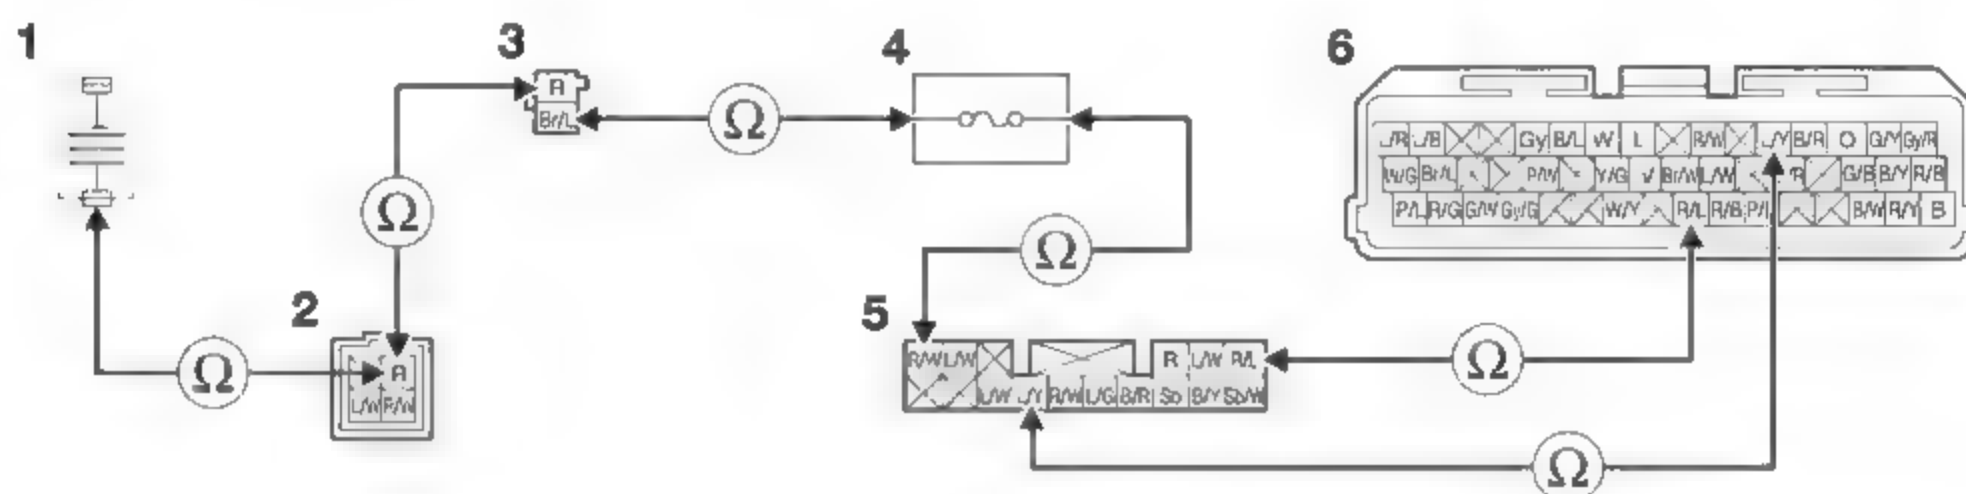 1
3
4
6
R
Br/L
Ω
Ω
L/R L/B Gy B/L W L R/W L/Y B/R O G/Y Gy/R
W/G Br/L P/W Y/G Br/W L/W G/B B/Y R/B
P/L R/G G/W Gy/G W/Y R/L R/B B/W R/Y B
Ω
2
5
R
L/W R/W
Ω
R/W L/W R L/W R/L
L/W L/Y R/W L/G B/R Sb B/Y Sb/W
Ω
Ω